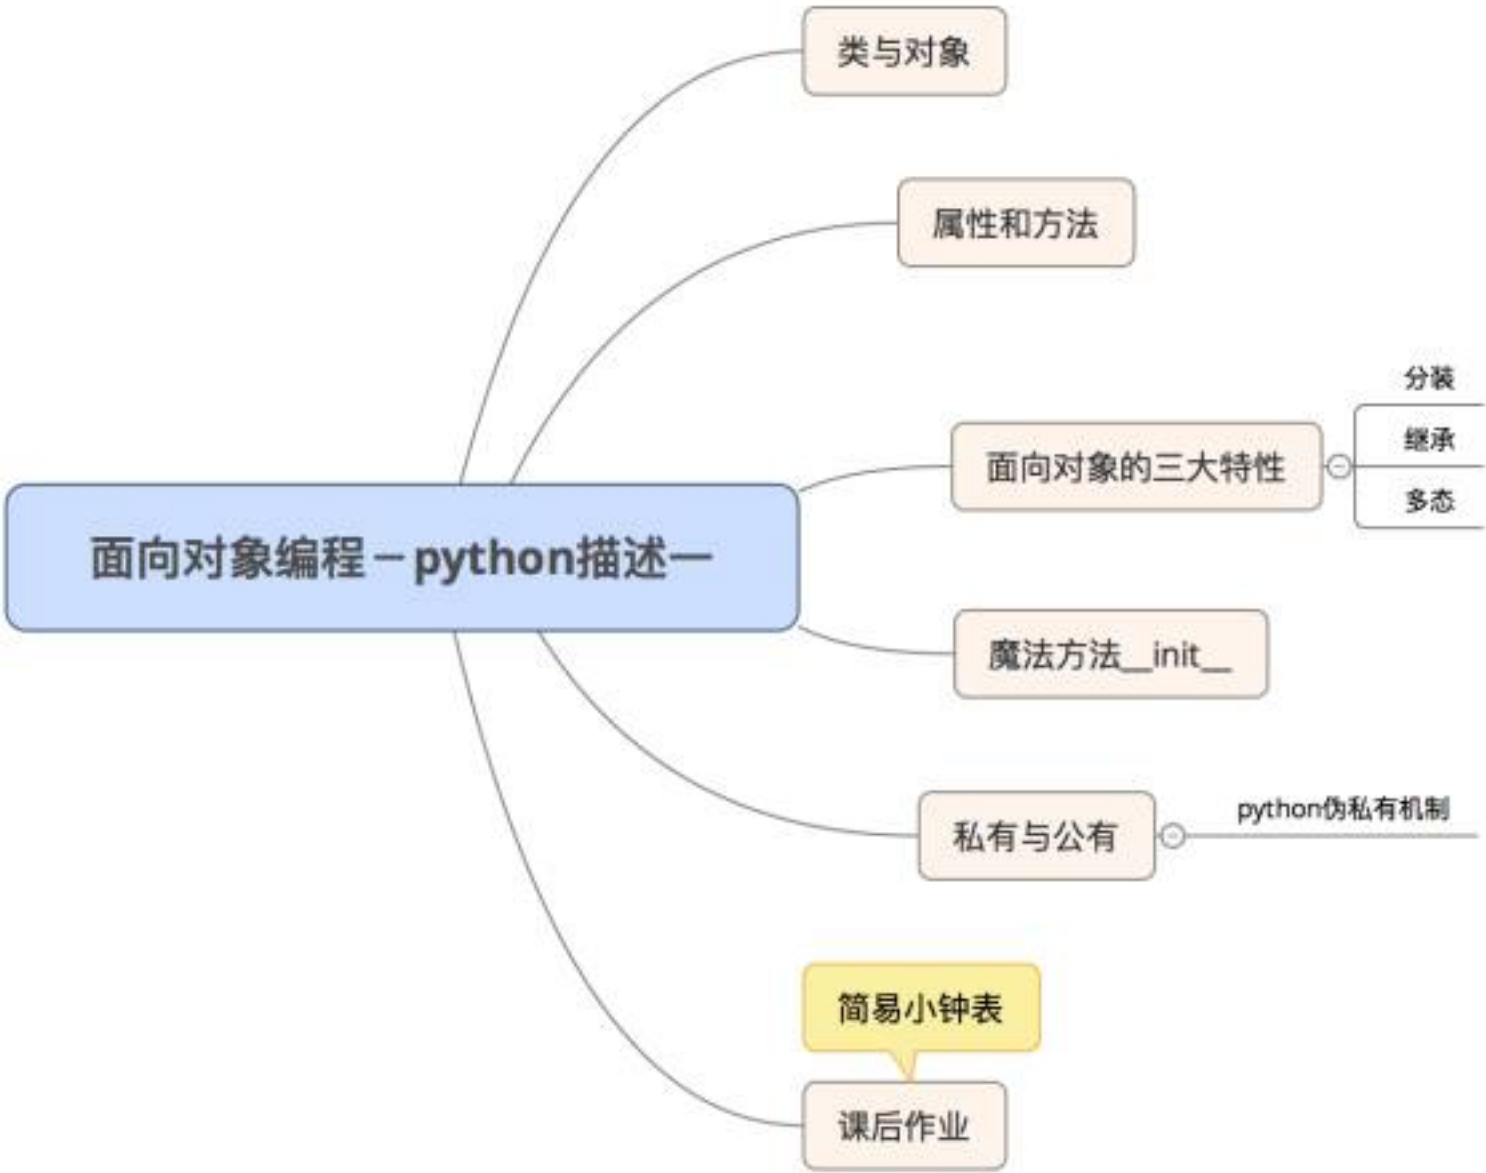 类与对象
属性和方法
面向对象编程－python描述一
面向对象的三大特性
分装
继承
多态
魔法方法__init__
私有与公有
python伪私有机制
简易小钟表
课后作业